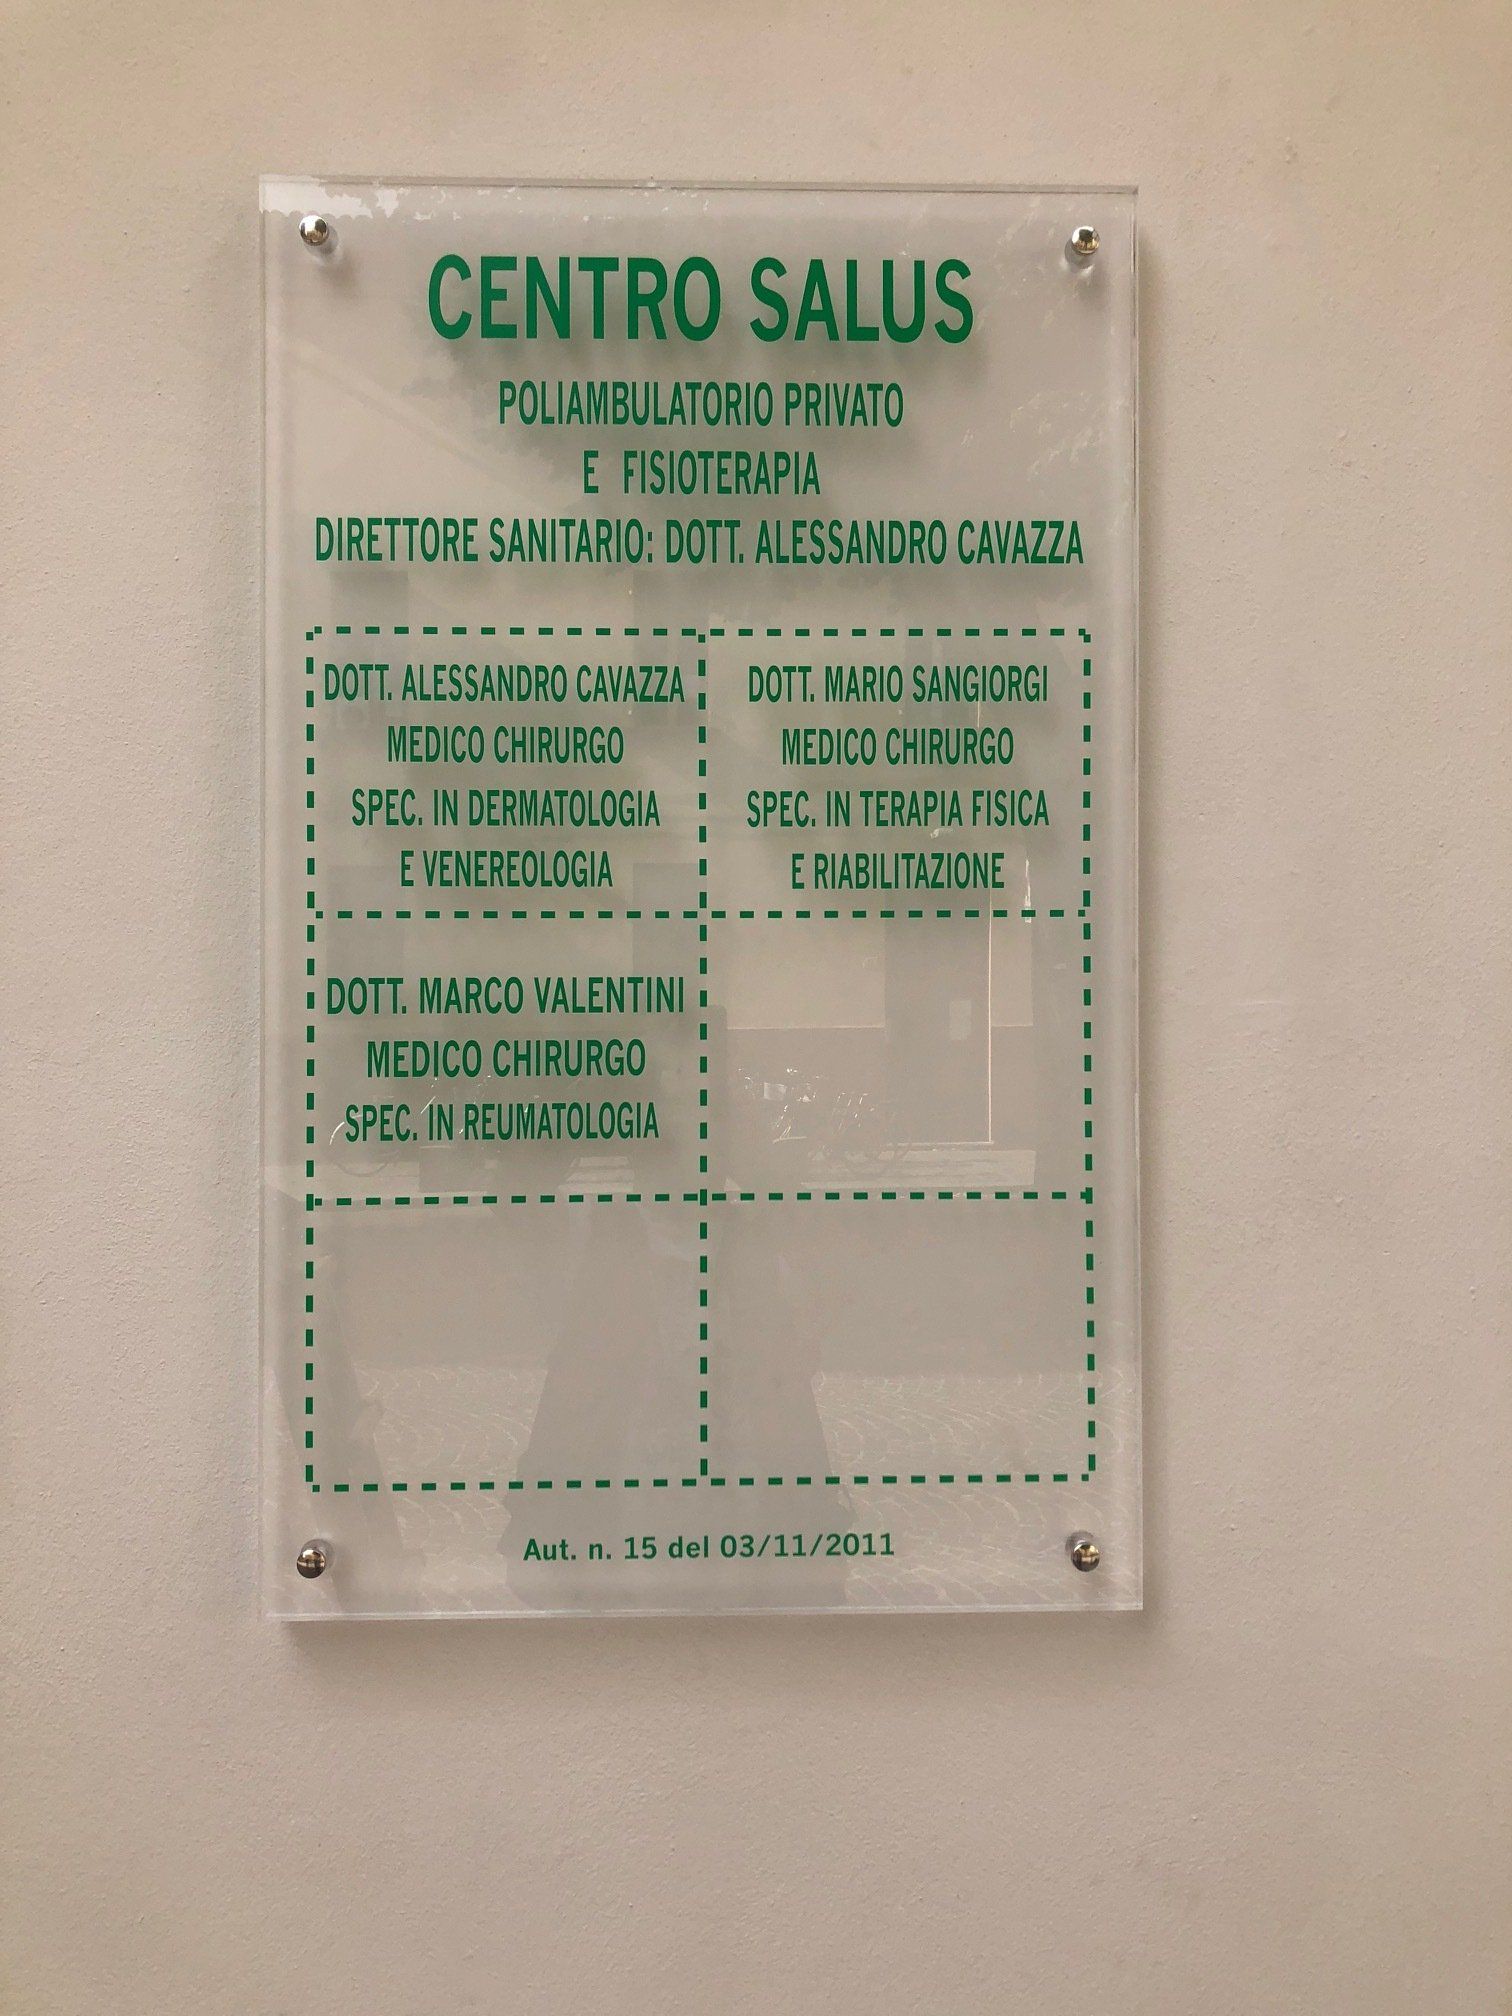 CENTRO SALUS
POLIAMBULATORIO PRIVATO
E FISIOTERAPIA
DIRETTORE SANITARIO: DOTT. ALESSANDRO CAVAZZA
DOTT. ALESSANDRO CAVAZZA
MEDICO CHIRURGO
SPEC. IN DERMATOLOGIA
E VENEREOLOGIA
DOTT. MARIO SANGIORGI
MEDICO CHIRURGO
SPEC. IN TERAPIA FISICA
E RIABILITAZIONE
DOTT. MARCO VALENTINI
MEDICO CHIRURGO
SPEC. IN REUMATOLOGIA
Aut. n. 15 del 03/11/2011